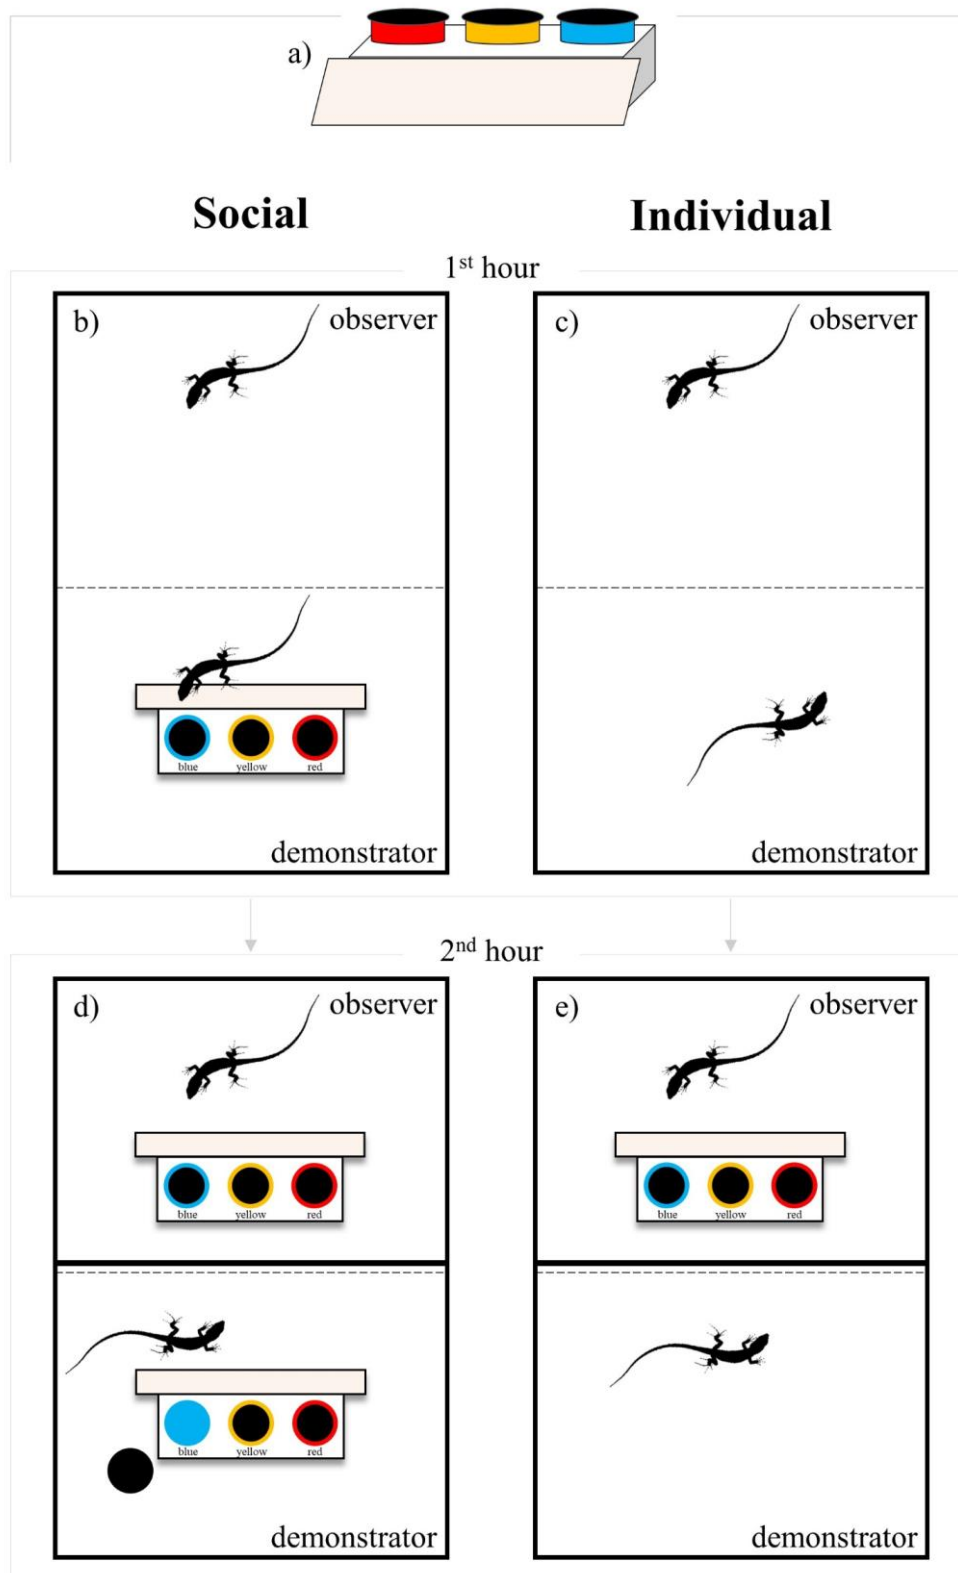 a)
Social
Individual
1st hour
b)
observer
c)
observer
blue
yellow
red
demonstrator
demonstrator
2nd hour
d)
observer
e)
observer
blue
yellow
red
blue
yellow
red
blue
yellow
red
demonstrator
demonstrator